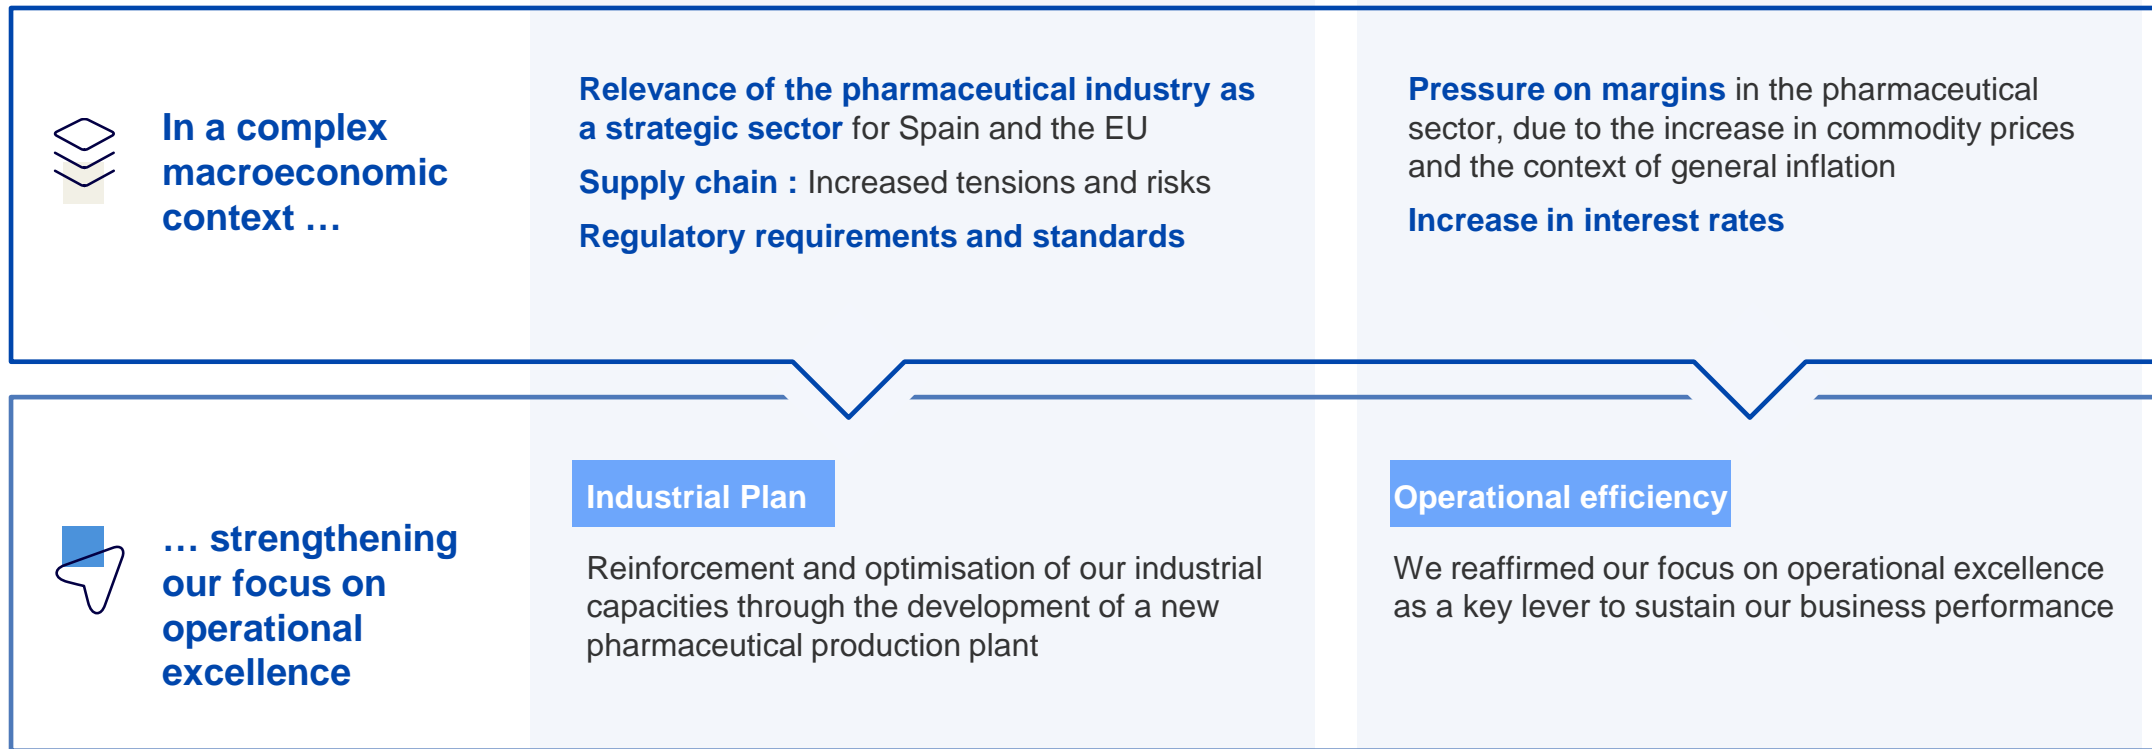 In a complex
macroeconomic
context …
Relevance of the pharmaceutical industry as
a strategic sector for Spain and the EU
Supply chain : Increased tensions and risks
Regulatory requirements and standards
Pressure on margins in the pharmaceutical
sector, due to the increase in commodity prices
and the context of general inflation
Increase in interest rates
… strengthening
our focus on
operational
excellence
Industrial Plan
Reinforcement and optimisation of our industrial
capacities through the development of a new
pharmaceutical production plant
Operational efficiency
We reaffirmed our focus on operational excellence
as a key lever to sustain our business performance